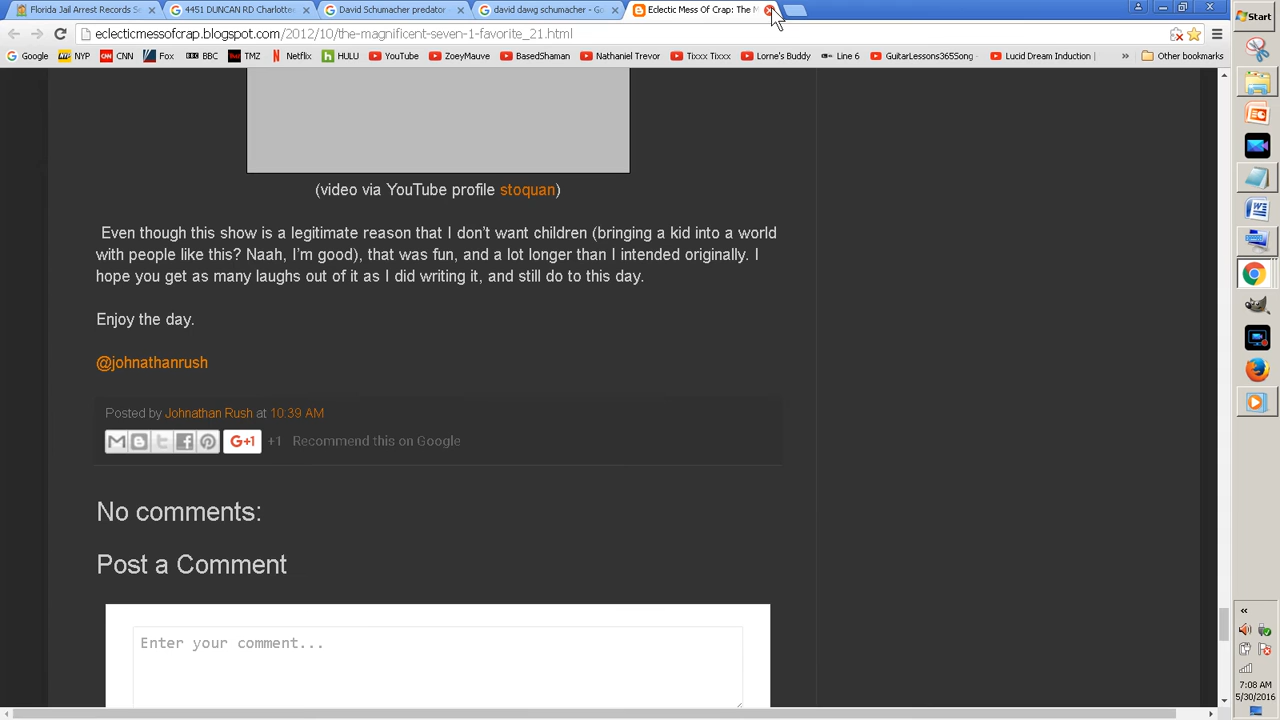 Florida Jail Arrest Records S
4451 DUNCAN RD Charlotte
David Schumacher predator
david dawg schumacher - Go
Eclectic Mess Of Crap: The M
Start
eclecticmessofcrap.blogspot.com/2012/10/the-magnificent-seven-1-favorite_21.html
Google
NYP
CNN
Fox
BBC
TMZ
Netflix
HULU
YouTube
ZoeyMauve
BasedShaman
Nathaniel Trevor
Tixxx Tixxx
Lorne's Buddy
Line 6
GuitarLessons365Song
Lucid Dream Induction
»
Other bookmarks
(video via YouTube profile stoquan)
Even though this show is a legitimate reason that I don't want children (bringing a kid into a world
with people like this? Naah, I'm good), that was fun, and a lot longer than I intended originally. I
hope you get as many laughs out of it as I did writing it, and still do to this day.
Enjoy the day.
@johnathanrush
Posted by Johnathan Rush at 10:39 AM
G+1 +1 Recommend this on Google
No comments:
Post a Comment
Enter your comment...
7:08 AM
5/30/2016